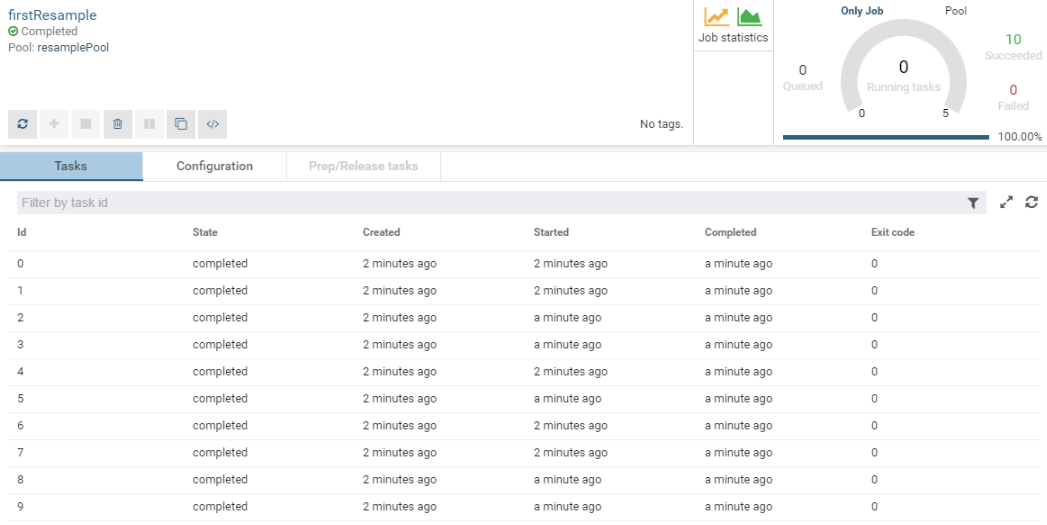 firstResample
Completed
Pool: resamplePool
No tags.
Job statistics
Only Job Pool
0
Queued
0
Running tasks
0 5
10
Succeeded
0
Failed
100.00%
Tasks Configuration Prep/Release tasks
Filter by task id
Id State Created Started Completed Exit code
0 completed 2 minutes ago 2 minutes ago a minute ago 0
1 completed 2 minutes ago 2 minutes ago a minute ago 0
2 completed 2 minutes ago a minute ago a minute ago 0
3 completed 2 minutes ago a minute ago a minute ago 0
4 completed 2 minutes ago 2 minutes ago a minute ago 0
5 completed 2 minutes ago a minute ago a minute ago 0
6 completed 2 minutes ago 2 minutes ago a minute ago 0
7 completed 2 minutes ago 2 minutes ago a minute ago 0
8 completed 2 minutes ago a minute ago a minute ago 0
9 completed 2 minutes ago a minute ago a minute ago 0